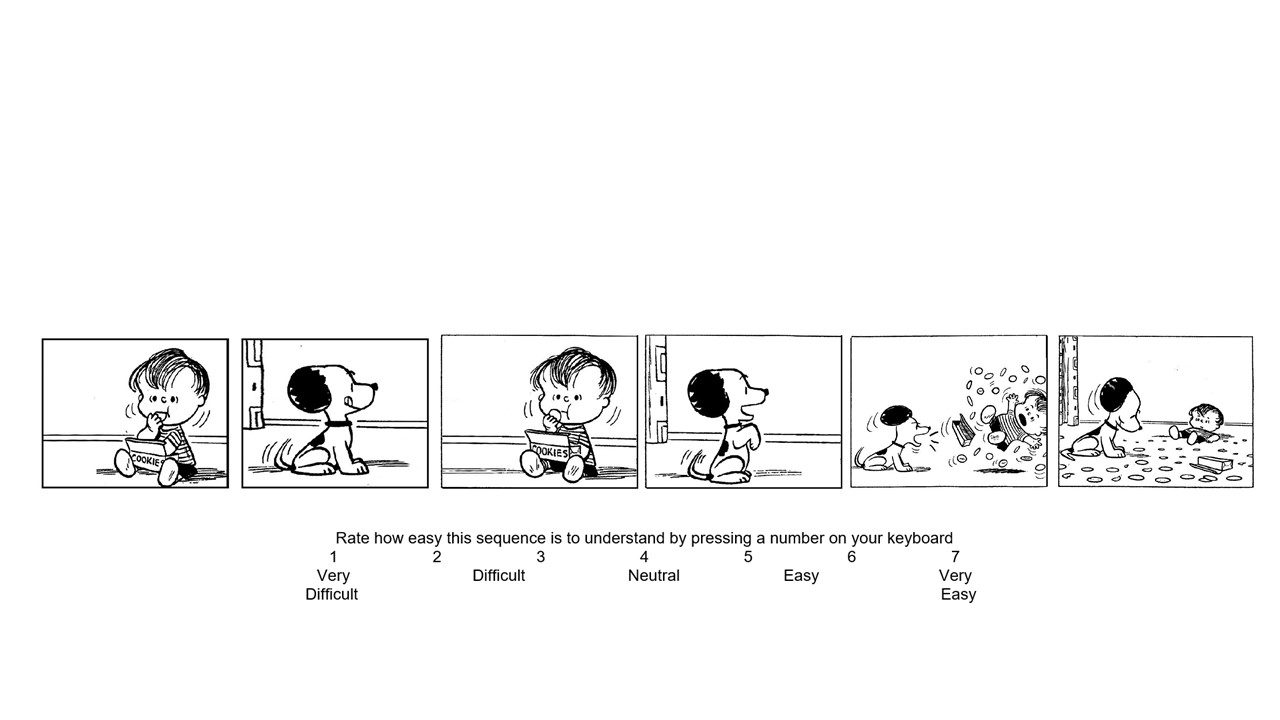 COOKIES
COOKIES
Rate how easy this sequence is to understand by pressing a number on your keyboard
1 2 3 4 5 6 7
Very Difficult Neutral Easy Very
Difficult Easy